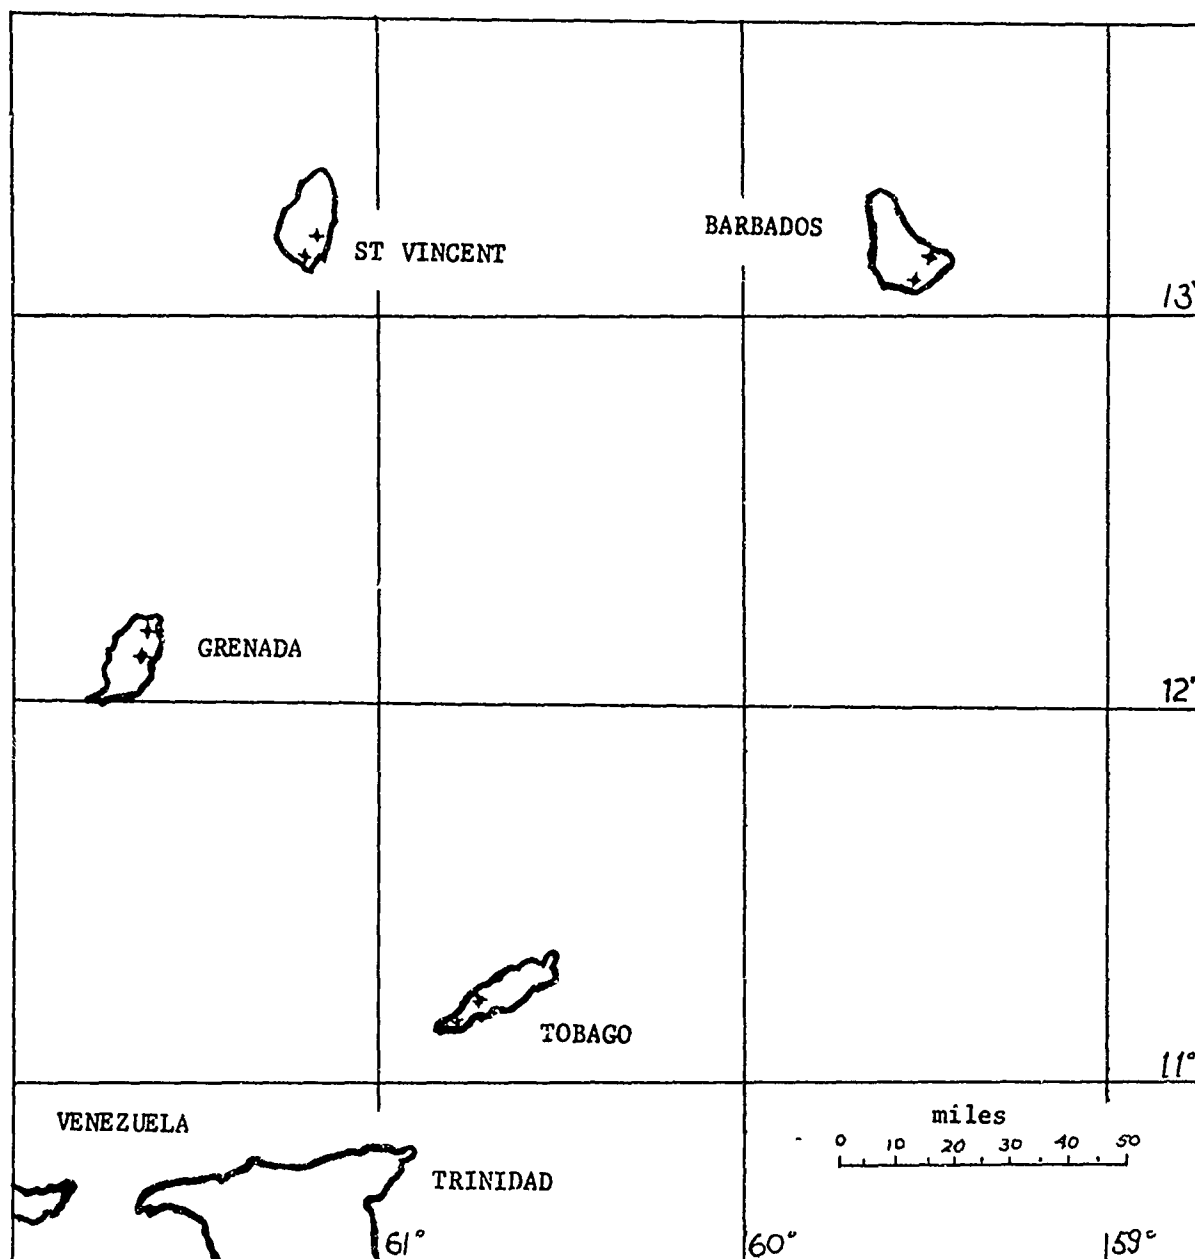 BARBADOS
ST VINCENT
13°
GRENADA
12°
TOBAGO
11°
VENEZUELA
miles
0 10 20 30 40 50
TRINIDAD
61° 60° 59°